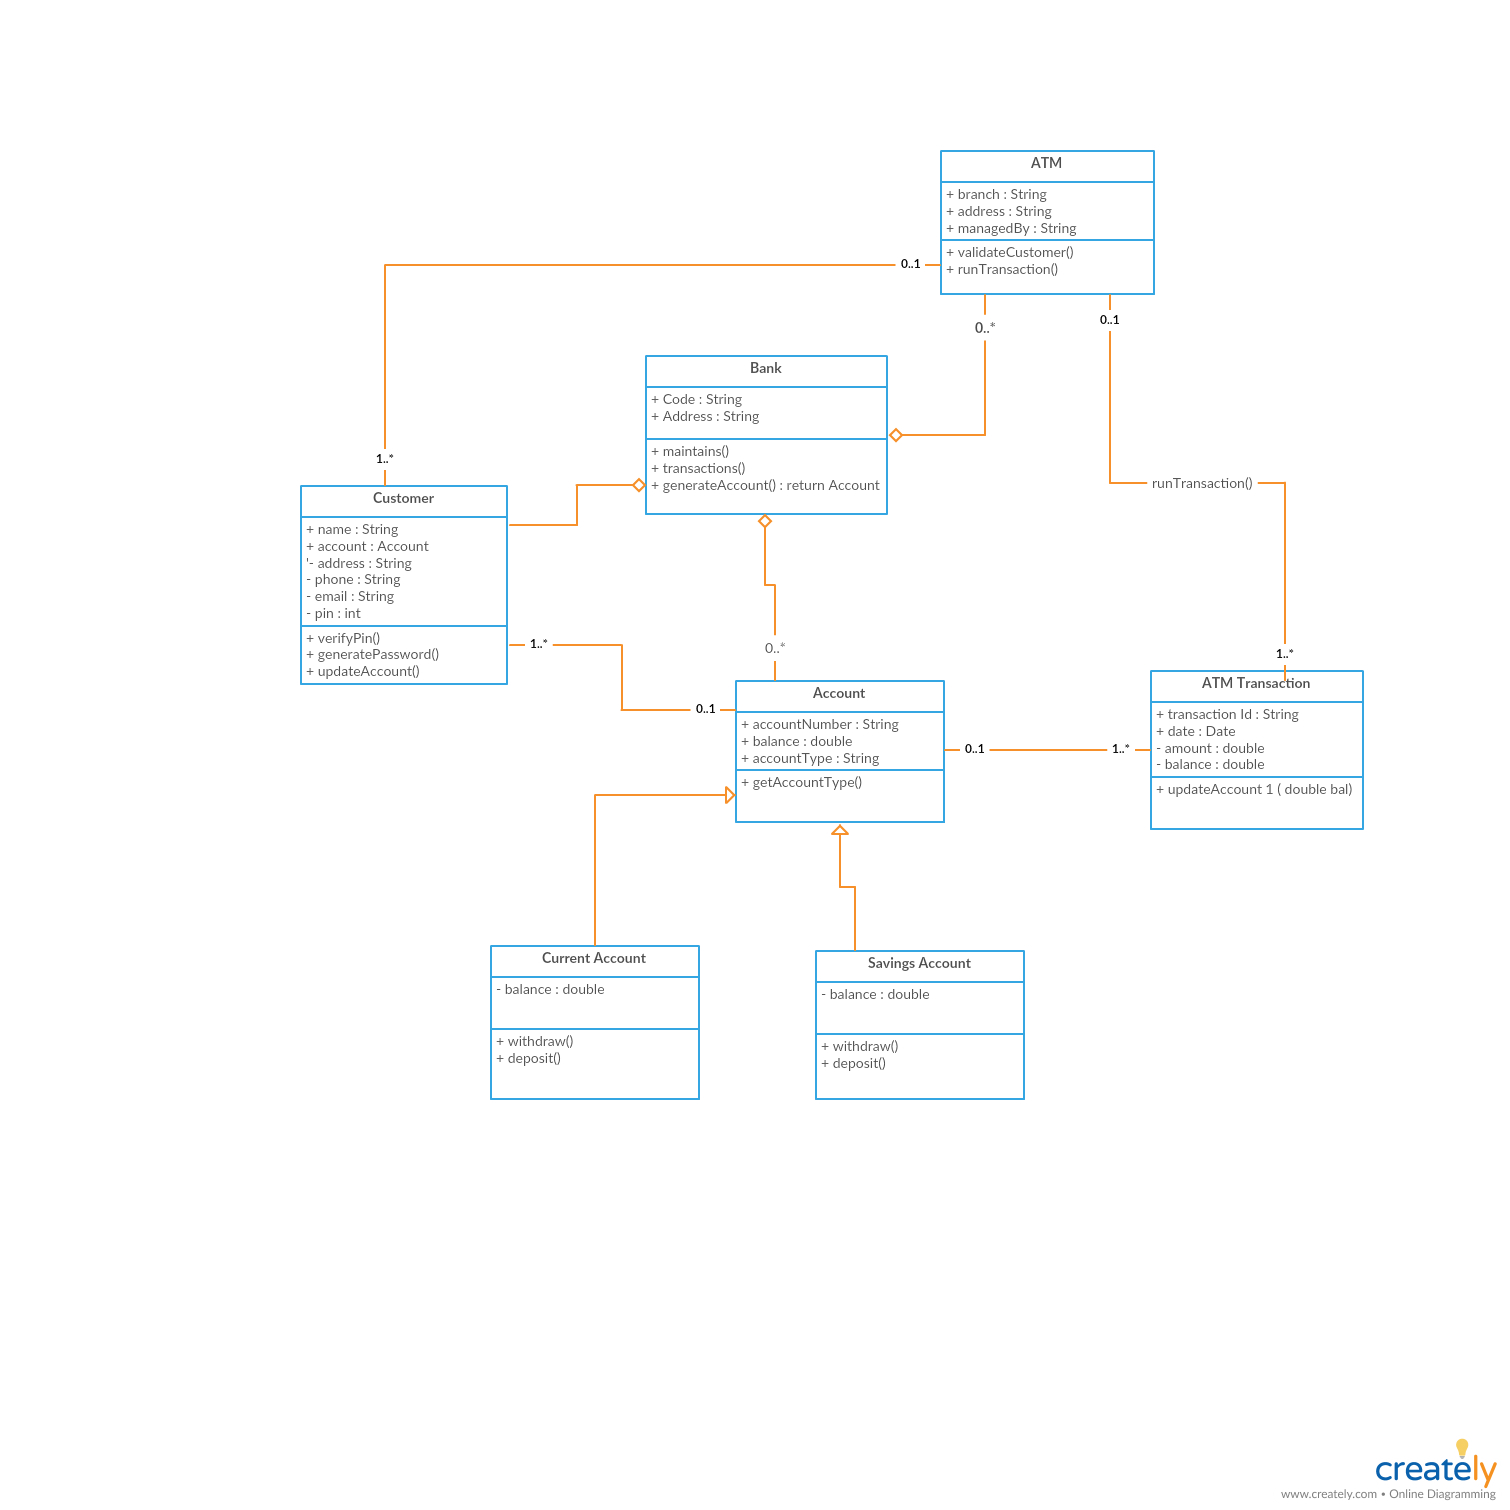 ATM
+ branch : String
+ address : String
+ managedBy : String
+ validateCustomer()
+ runTransaction()
0..1
0..*
0..1
Bank
+ Code : String
+ Address : String
+ maintains()
+ transactions()
+ generateAccount() : return Account
1..*
Customer
+ name : String
+ account : Account
'- address : String
- phone : String
- email : String
- pin : int
+ verifyPin()
+ generatePassword()
+ updateAccount()
runTransaction()
1..*
0..*
1..*
0..1
Account
+ accountNumber : String
+ balance : double
+ accountType : String
+ getAccountType()
0..1
1..*
ATM Transaction
+ transaction Id : String
+ date : Date
- amount : double
- balance : double
+ updateAccount 1 ( double bal)
Current Account
- balance : double
+ withdraw()
+ deposit()
Savings Account
- balance : double
+ withdraw()
+ deposit()
creately
www.creately.com • Online Diagramming